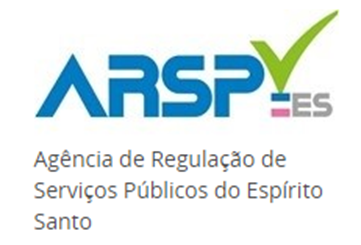 ARSP
ES
Agência de Regulação de
Serviços Públicos do Espírito
Santo